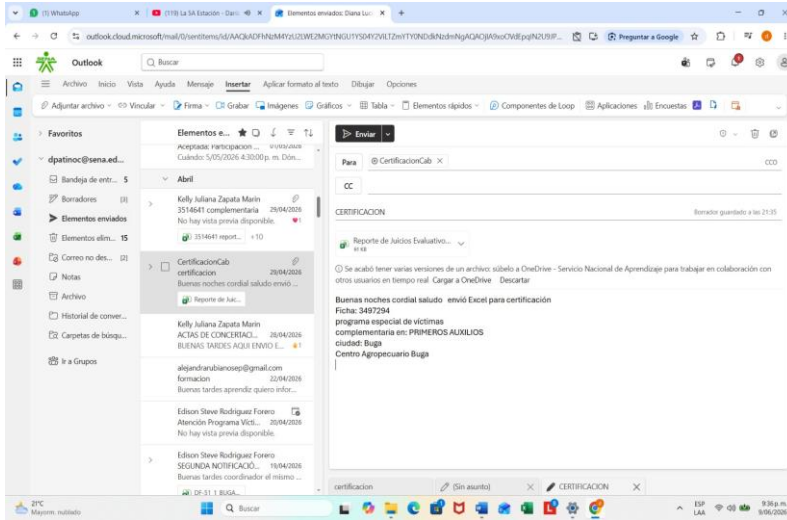 (1) WhatsApp
(119) La SA Estación - Dani
Elementos enviados: Diana Luc
outlook.cloud.microsoft/mail/0/sentitems/id/
Preguntar a Google
SENA
Outlook
Buscar
Archivo Inicio Vista Ayuda Mensaje Insertar Aplicar formato al texto Dibujar Opciones
Adjuntar archivo Vincular Firma Grabar Imágenes Gráficos Tabla Elementos rápidos Componentes de Loop Aplicaciones Encuestas
Favoritos
dpatinoc@sena.ed...
Bandeja de entr... 5
Borradores [3]
Elementos enviados
Elementos elim... 15
Correo no des... [2]
Notas
Archivo
Historial de conver...
Carpetas de búsqu...
Ir a Grupos
Elementos e...
Aceptada: Participación ...
Cuándo: 5/05/2026 4:30:00 p. m. Dón...
Abril
Kelly Juliana Zapata Marin
3514641 complementaria 29/04/2026
No hay vista previa disponible. 1
3514641 report... +10
CertificacionCab
certificacion 29/04/2026
Buenas noches cordial saludo envió ...
Reporte de Juic...
Kelly Juliana Zapata Marin
ACTAS DE CONCERTACI... 28/04/2026
BUENAS TARDES AQUI ENVIO E... 1
alejandrarubianosep@gmail.com
formacion 22/04/2026
Buenas tardes aprendiz quiero infor...
Edison Steve Rodriguez Forero
Atención Programa Vícti... 20/04/2026
No hay vista previa disponible.
Edison Steve Rodriguez Forero
SEGUNDA NOTIFICACIÓ... 19/04/2026
Buenas tardes coordinador el mismo ...
DF-S1_1_BUGA...
Enviar
Para CertificacionCab CCO
CC
CERTIFICACION Borrador guardado a las 21:35
Reporte de Juicios Evaluativo...
91 KB
Se acabó tener varias versiones de un archivo: súbelo a OneDrive - Servicio Nacional de Aprendizaje para trabajar en colaboración con
otros usuarios en tiempo real Cargar a OneDrive Descartar
Buenas noches cordial saludo envió Excel para certificación
Ficha: 3497294
programa especial de víctimas
complementaria en: PRIMEROS AUXILIOS
ciudad: Buga
Centro Agropecuario Buga
certificacion (Sin asunto) CERTIFICACION
21°C
Mayorm. nublado
Buscar
ESP
LAA
9:36 p.m.
9/06/2026